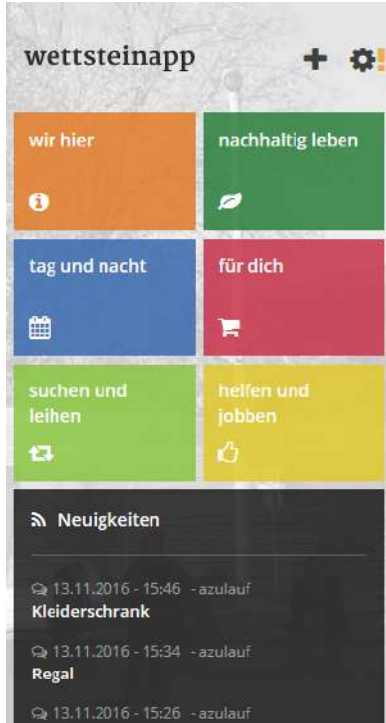 wettsteinapp
wir hier
nachhaltig leben
tag und nacht
für dich
suchen und
leihen
helfen und
jobben
Neuigkeiten
13.11.2016 - 15:46 - azulauf
Kleiderschrank
13.11.2016 - 15:34 - azulauf
Regal
13.11.2016 - 15:26 - azulauf